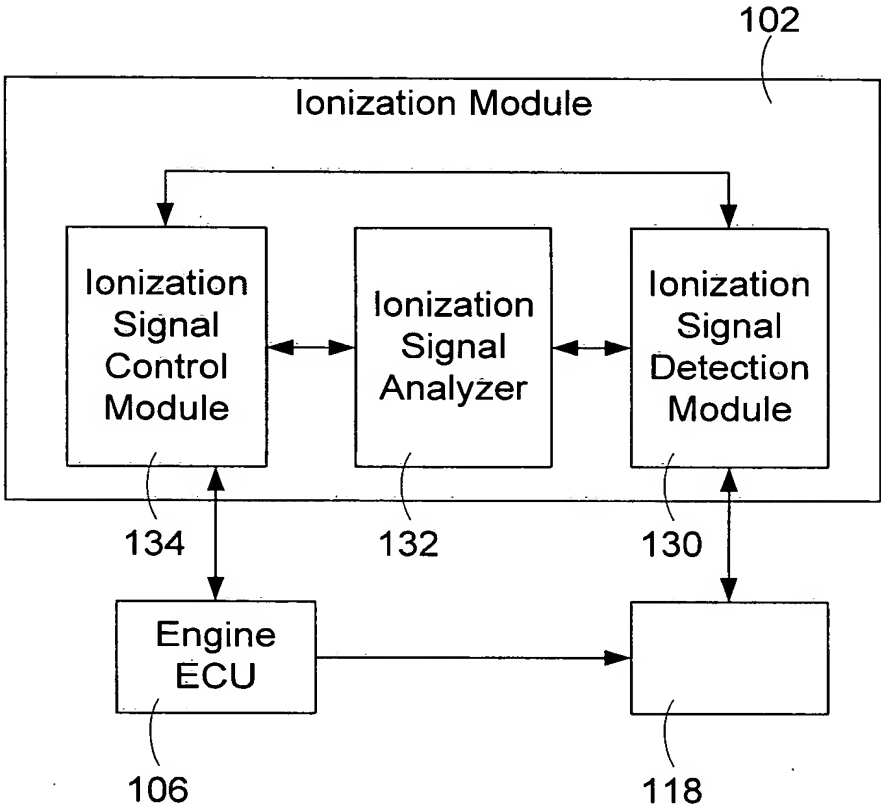 102
Ionization Module
Ionization
Signal
Control
Module
Ionization
Signal
Analyzer
Ionization
Signal
Detection
Module
134
132
130
Engine
ECU
106
118